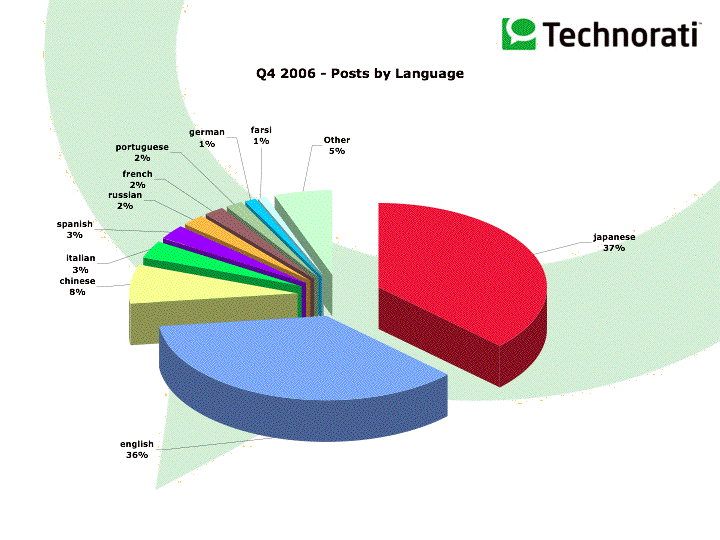 Technorati™
Q4 2006 - Posts by Language
german
1%
farsi
1%
Other
5%
portuguese
2%
french
2%
russian
2%
spanish
3%
italian
3%
chinese
8%
japanese
37%
english
36%